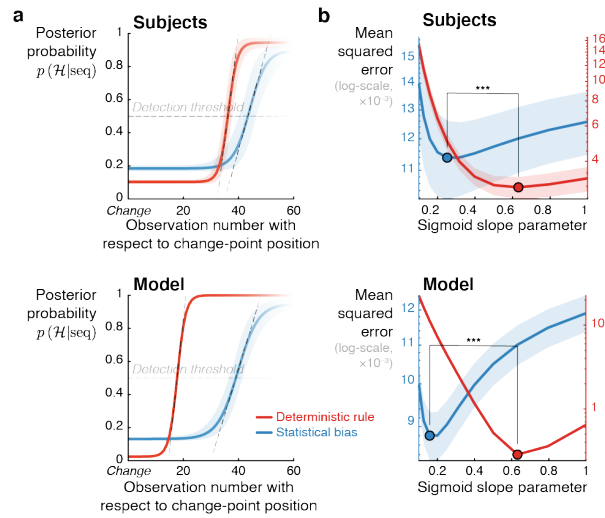 a
Subjects
Posterior
probability
p (H|seq)
1
0.8
0.6
0.4
0.2
0
Detection threshold
Change
20
40
60
Observation number with
respect to change-point position
b
Subjects
Mean
squared
error
(log-scale,
×10⁻³)
15
14
13
12
11
16
14
12
10
8
6
4
***
0.2
0.4
0.6
0.8
1
Sigmoid slope parameter
Model
Posterior
probability
p (H|seq)
1
0.8
0.6
0.4
0.2
0
Detection threshold
Deterministic rule
Statistical bias
Change
20
40
60
Observation number with
respect to change-point position
Model
Mean
squared
error
(log-scale,
×10⁻³)
12
11
10
9
10
1
***
0.2
0.4
0.6
0.8
1
Sigmoid slope parameter